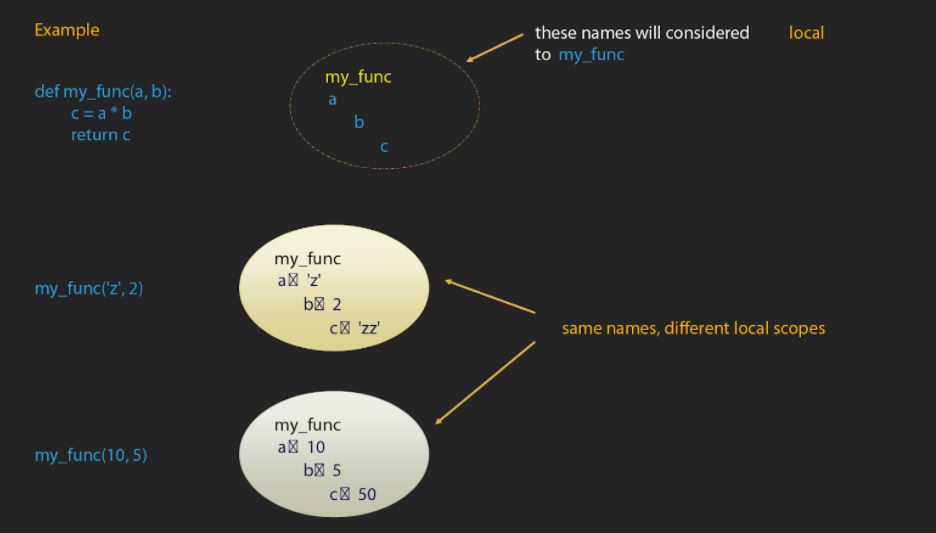 Example
these names will considered local
to my_func
def my_func(a, b):
c = a * b
return c
my_func
a
b
c
my_func('z', 2)
my_func
a 'z'
b 2
c 'zz'
same names, different local scopes
my_func(10, 5)
my_func
a 10
b 5
c 50